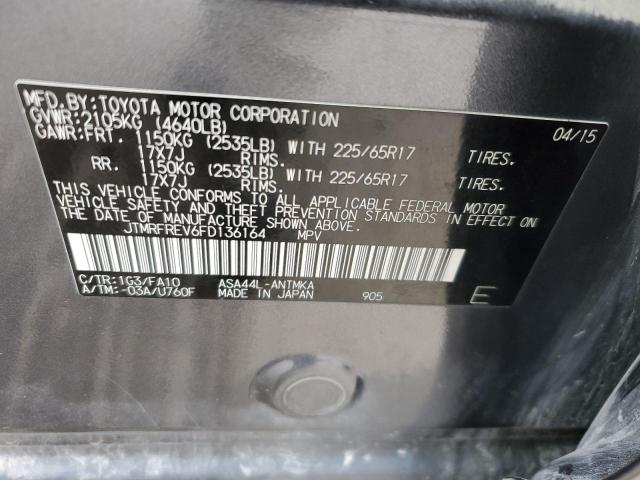 MFD.BY:TOYOTA MOTOR CORPORATION 04/15
GVWR:2105KG (4640LB)
GAWR:FRT. 1150KG (2535LB) WITH 225/65R17 TIRES.
17X7J RIMS.
RR. 1150KG (2535LB) WITH 225/65R17 TIRES.
17X7J RIMS.
THIS VEHICLE CONFORMS TO ALL APPLICABLE FEDERAL MOTOR
VEHICLE SAFETY AND THEFT PREVENTION STANDARDS IN EFFECT ON
THE DATE OF MANUFACTURE SHOWN ABOVE.
JTMRFREV6FD136164 MPV
C/TR:1G3/FA10 ASA44L-ANTMKA
A/TM:-03A/U760F MADE IN JAPAN 905 E